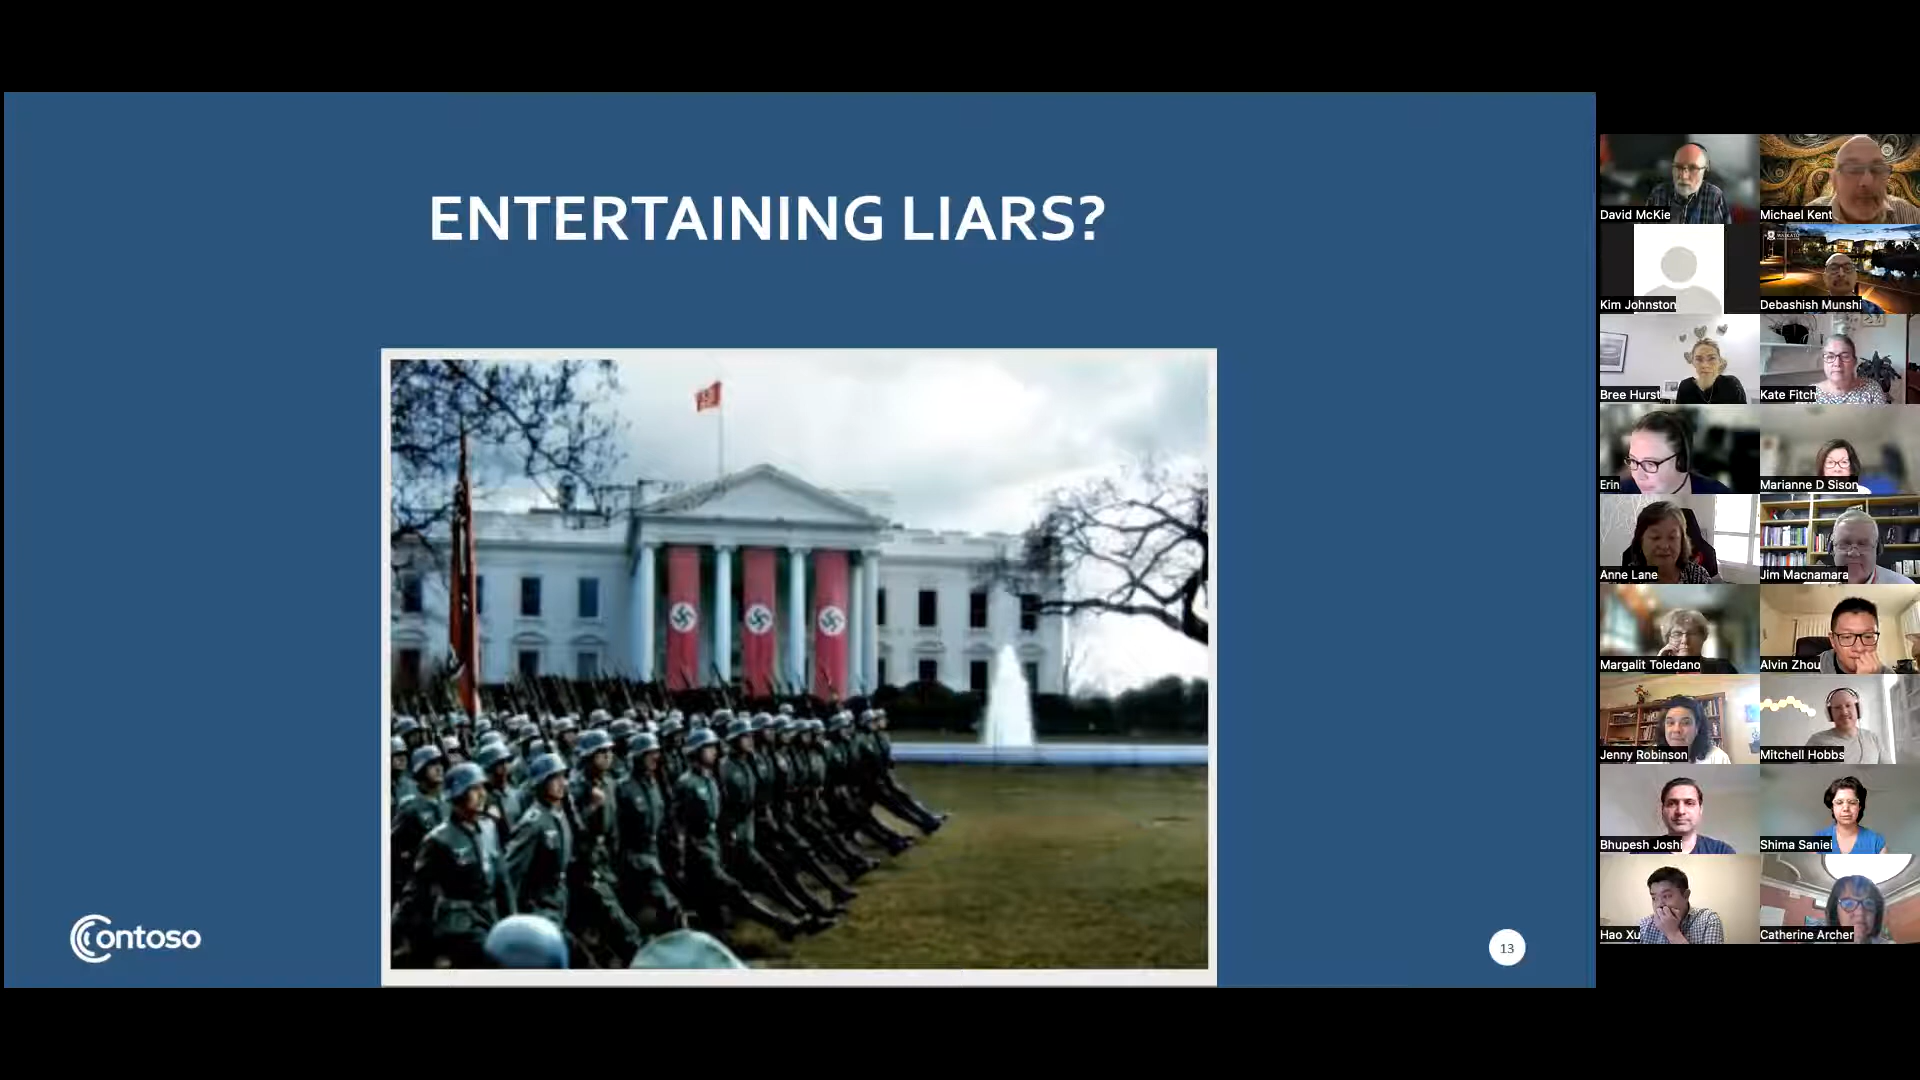 ENTERTAINING LIARS?
Contoso
13
David McKie
Michael Kent
Kim Johnston
Debashish Munshi
Bree Hurst
Kate Fitch
Erin
Marianne D Sison
Anne Lane
Jim Macnamara
Margalit Toledano
Alvin Zhou
Jenny Robinson
Mitchell Hobbs
Bhupesh Joshi
Shima Saniei
Hao Xu
Catherine Archer